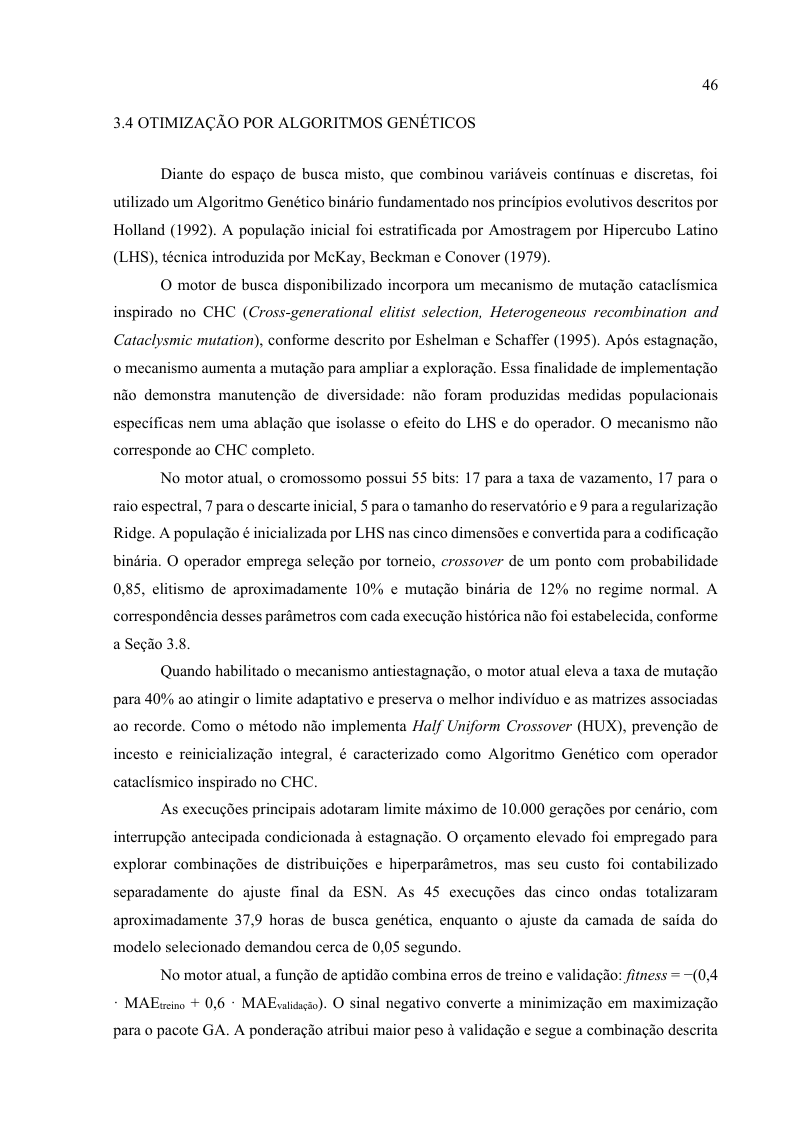 46
3.4 OTIMIZAÇÃO POR ALGORITMOS GENÉTICOS
Diante do espaço de busca misto, que combinou variáveis contínuas e discretas, foi
utilizado um Algoritmo Genético binário fundamentado nos princípios evolutivos descritos por
Holland (1992). A população inicial foi estratificada por Amostragem por Hipercubo Latino
(LHS), técnica introduzida por McKay, Beckman e Conover (1979).
O motor de busca disponibilizado incorpora um mecanismo de mutação cataclísmica
inspirado no CHC (Cross-generational elitist selection, Heterogeneous recombination and
Cataclysmic mutation), conforme descrito por Eshelman e Schaffer (1995). Após estagnação,
o mecanismo aumenta a mutação para ampliar a exploração. Essa finalidade de implementação
não demonstra manutenção de diversidade: não foram produzidas medidas populacionais
específicas nem uma ablação que isolasse o efeito do LHS e do operador. O mecanismo não
corresponde ao CHC completo.
No motor atual, o cromossomo possui 55 bits: 17 para a taxa de vazamento, 17 para o
raio espectral, 7 para o descarte inicial, 5 para o tamanho do reservatório e 9 para a regularização
Ridge. A população é inicializada por LHS nas cinco dimensões e convertida para a codificação
binária. O operador emprega seleção por torneio, crossover de um ponto com probabilidade
0,85, elitismo de aproximadamente 10% e mutação binária de 12% no regime normal. A
correspondência desses parâmetros com cada execução histórica não foi estabelecida, conforme
a Seção 3.8.
Quando habilitado o mecanismo antiestagnação, o motor atual eleva a taxa de mutação
para 40% ao atingir o limite adaptativo e preserva o melhor indivíduo e as matrizes associadas
ao recorde. Como o método não implementa Half Uniform Crossover (HUX), prevenção de
incesto e reinicialização integral, é caracterizado como Algoritmo Genético com operador
cataclísmico inspirado no CHC.
As execuções principais adotaram limite máximo de 10.000 gerações por cenário, com
interrupção antecipada condicionada à estagnação. O orçamento elevado foi empregado para
explorar combinações de distribuições e hiperparâmetros, mas seu custo foi contabilizado
separadamente do ajuste final da ESN. As 45 execuções das cinco ondas totalizaram
aproximadamente 37,9 horas de busca genética, enquanto o ajuste da camada de saída do
modelo selecionado demandou cerca de 0,05 segundo.
No motor atual, a função de aptidão combina erros de treino e validação: fitness = −(0,4
· MAEtreino + 0,6 · MAEvalidação). O sinal negativo converte a minimização em maximização
para o pacote GA. A ponderação atribui maior peso à validação e segue a combinação descrita